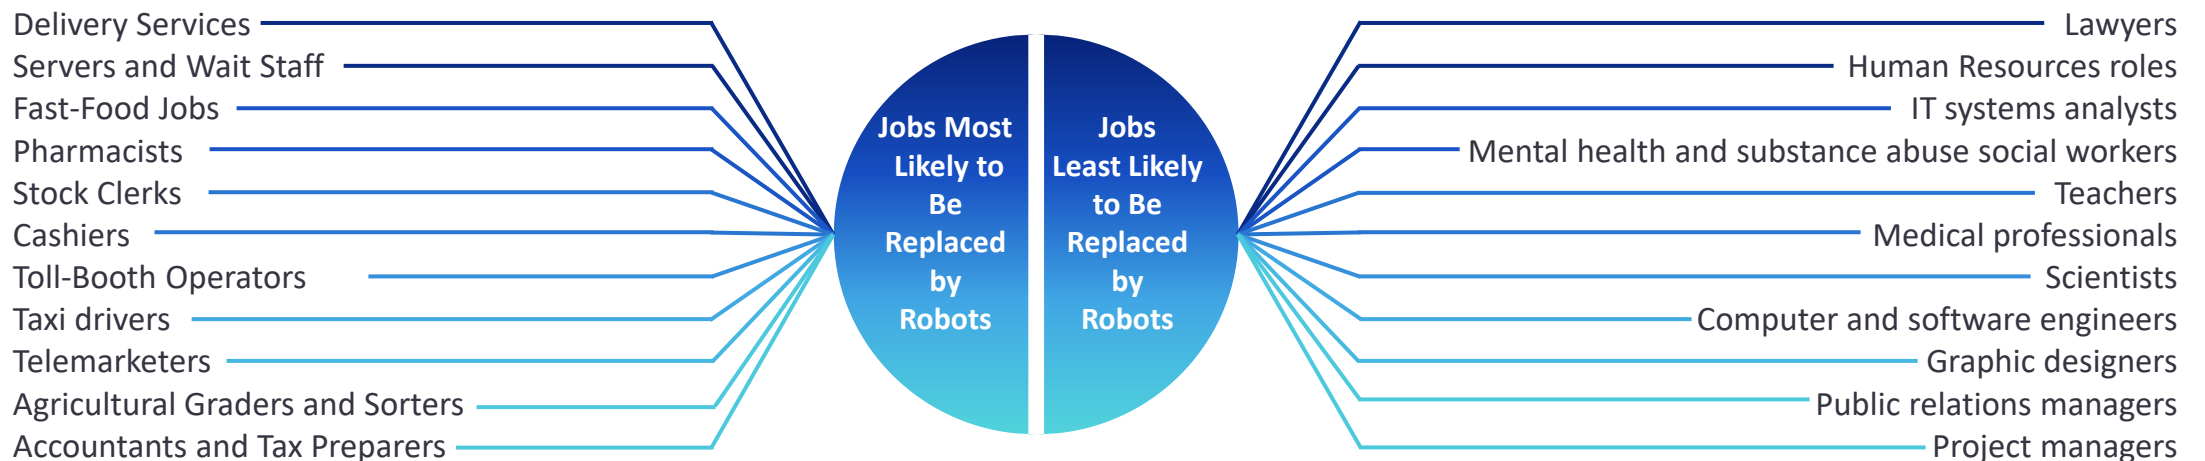 Delivery Services
Servers and Wait Staff
Fast-Food Jobs
Pharmacists
Stock Clerks
Cashiers
Toll-Booth Operators
Taxi drivers
Telemarketers
Agricultural Graders and Sorters
Accountants and Tax Preparers
Jobs Most
Likely to
Be
Replaced
by
Robots
Jobs
Least Likely
to Be
Replaced
by
Robots
Lawyers
Human Resources roles
IT systems analysts
Mental health and substance abuse social workers
Teachers
Medical professionals
Scientists
Computer and software engineers
Graphic designers
Public relations managers
Project managers